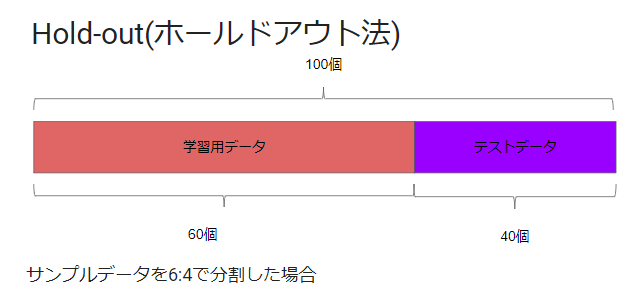 Hold-out(ホールドアウト法)
100個
学習用データ
テストデータ
60個
40個
サンプルデータを6:4で分割した場合